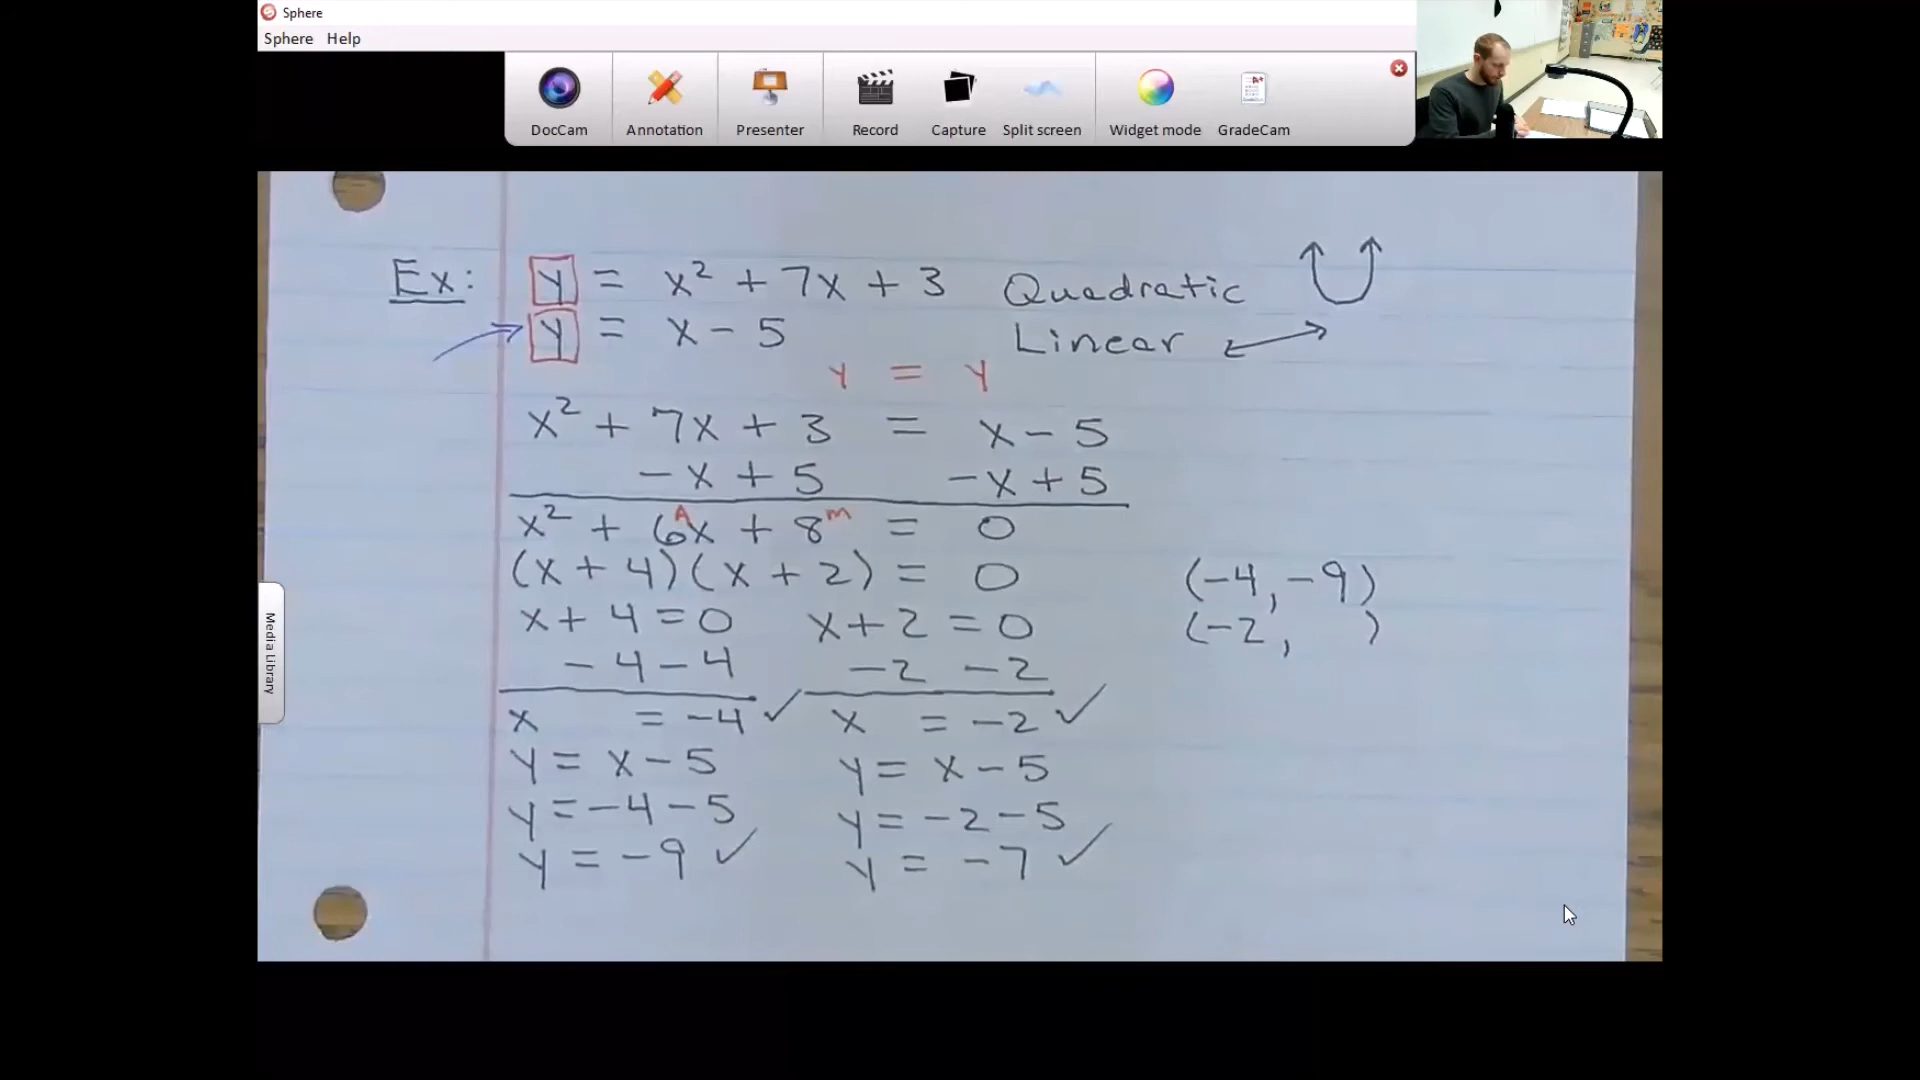 Sphere
Sphere Help
DocCam Annotation Presenter Record Capture Split screen Widget mode GradeCam
Media Library
Ex: y = x² + 7x + 3 Quadratic
y = x - 5 Linear
y = y
x² + 7x + 3 = x - 5
- x + 5 - x + 5
x² + 6x + 8 = 0
A m
(x + 4)(x + 2) = 0 (-4, -9)
x + 4 = 0 x + 2 = 0 (-2, )
- 4 - 4 - 2 - 2
x = -4 ✓ x = -2 ✓
y = x - 5 y = x - 5
y = -4 - 5 y = -2 - 5
y = -9 ✓ y = -7 ✓